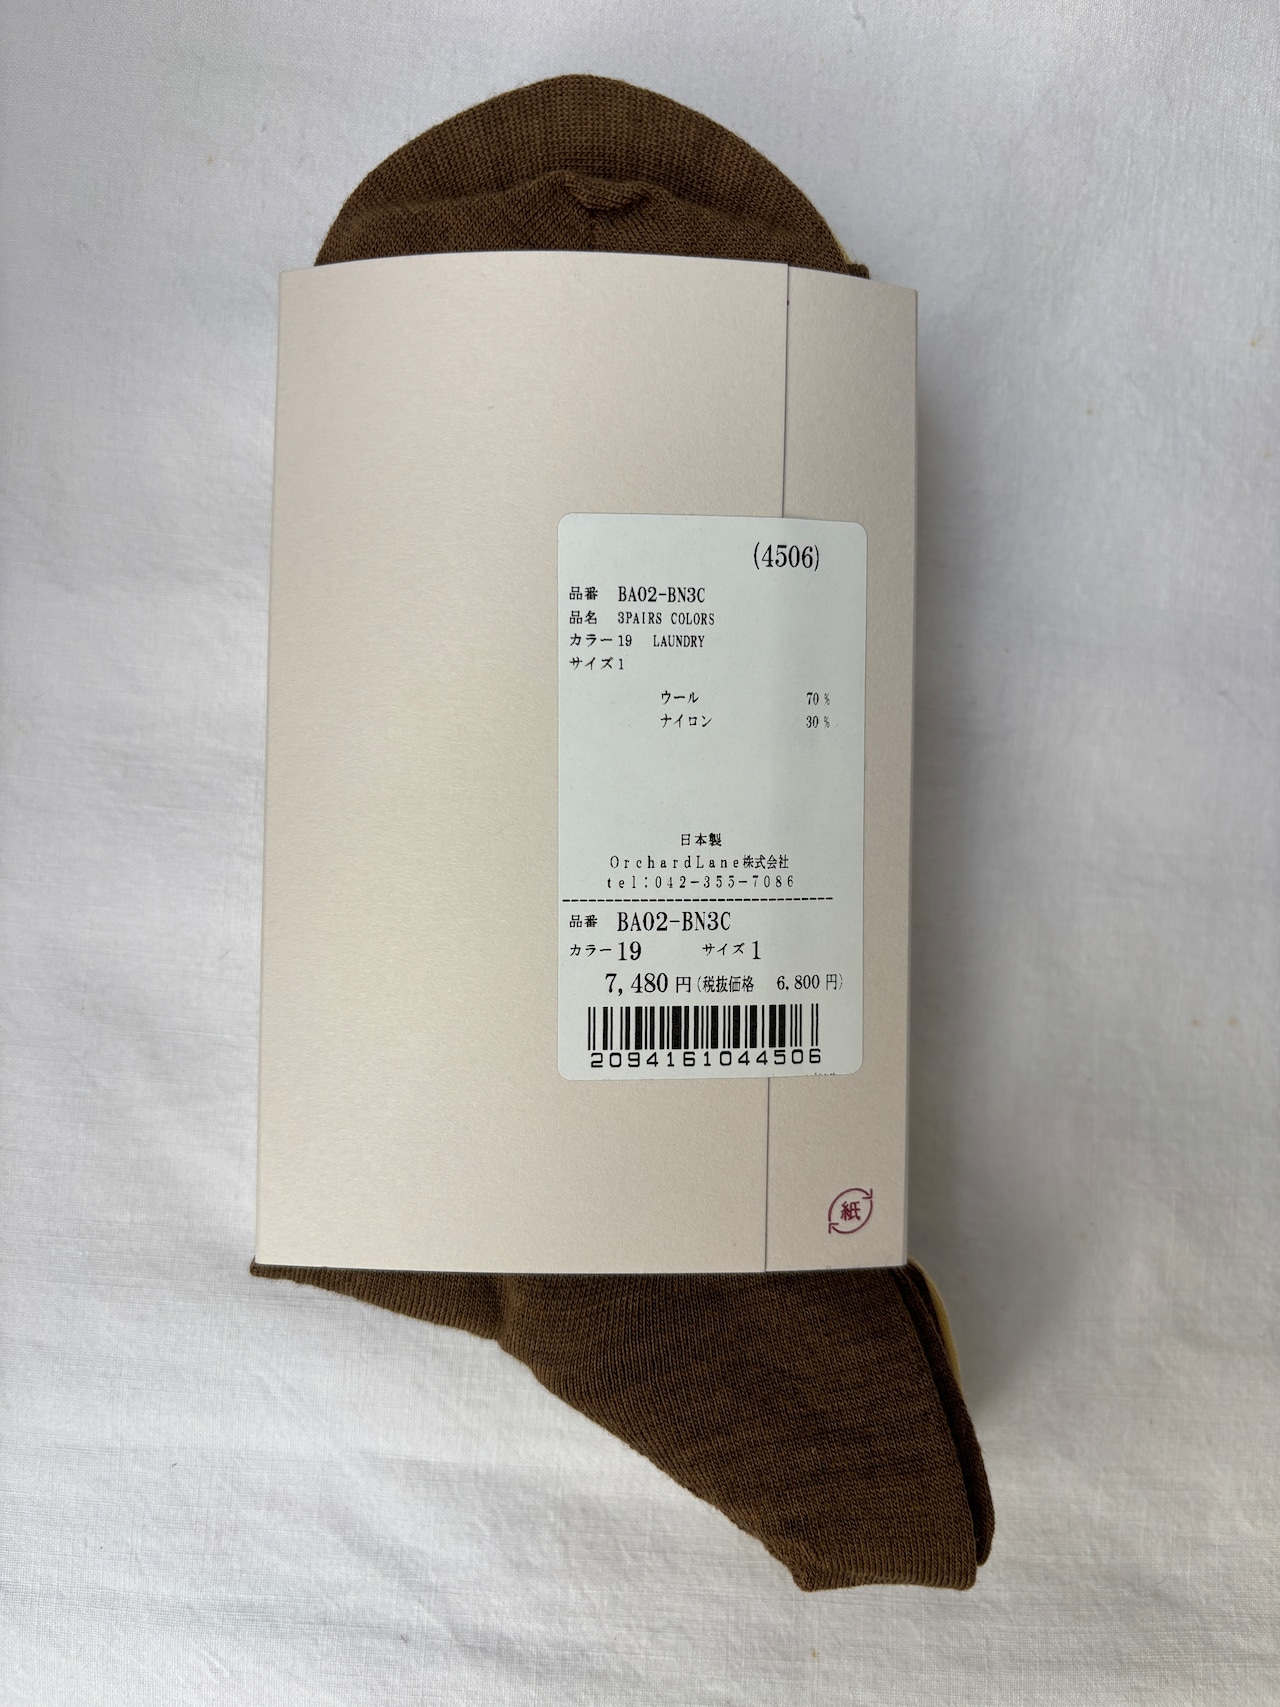 (4506)
品番 BA02-BN3C
品名 3PAIRS COLORS
カラー19 LAUNDRY
サイズ1
ウール 70%
ナイロン 30%
日本製
OrchardLane株式会社
tel:042-355-7086
品番 BA02-BN3C
カラー19 サイズ1
7,480円(税抜価格 6,800円)
2094161044506
紙